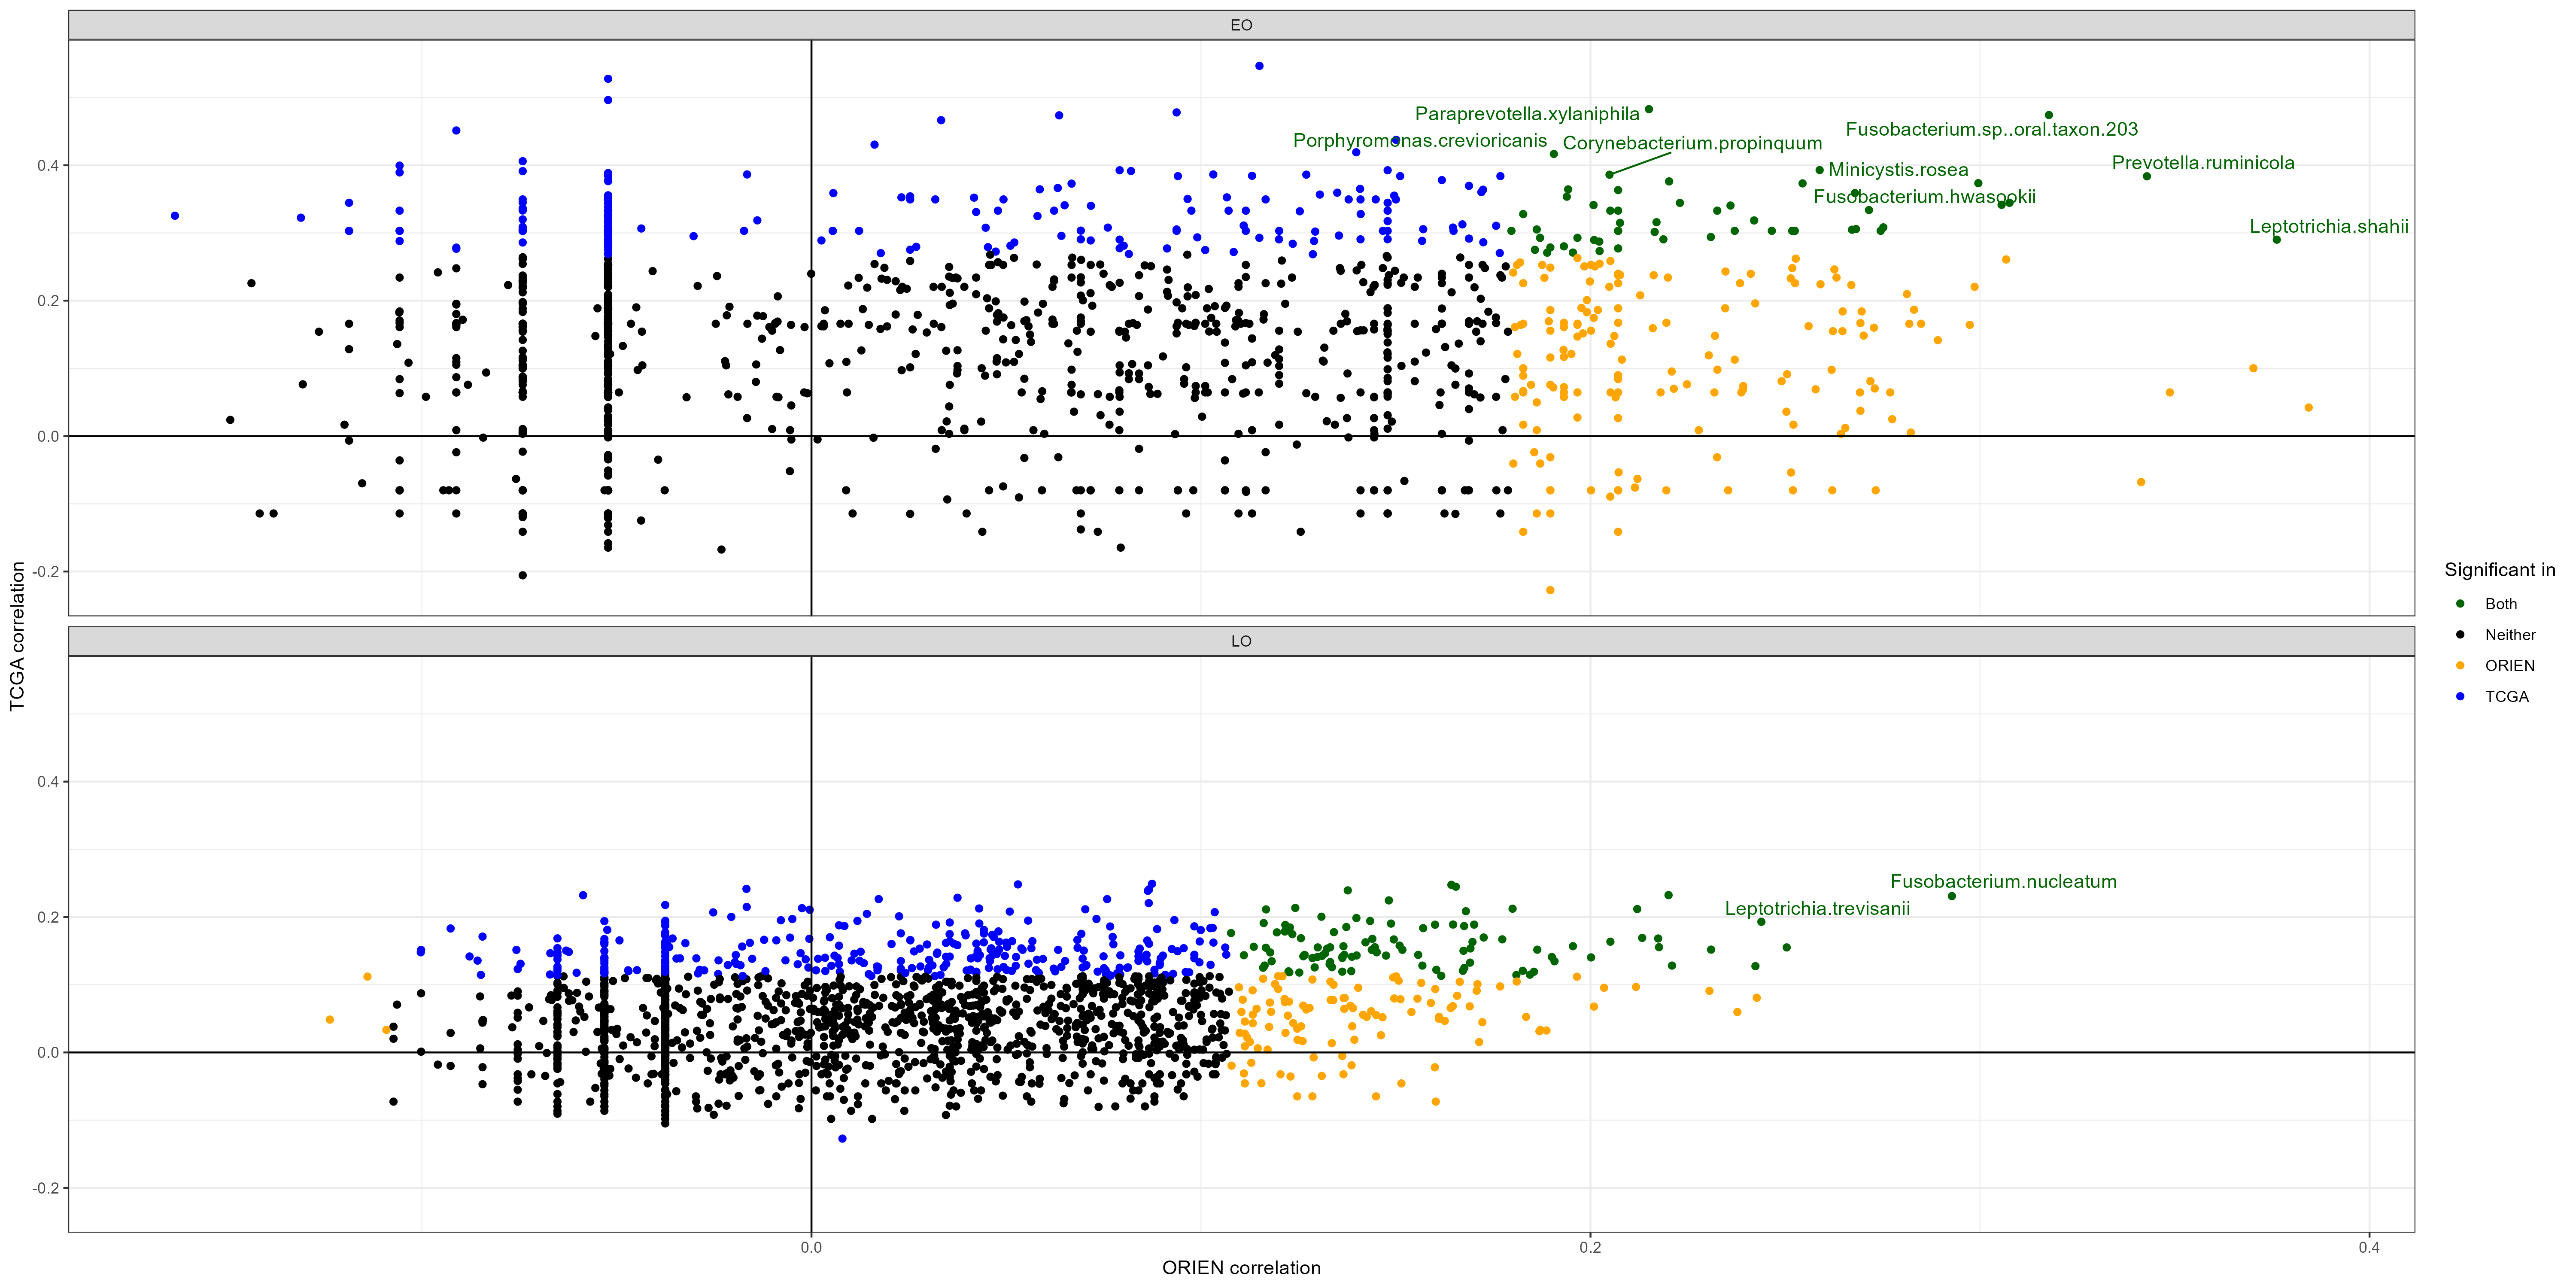 EO
Paraprevotella.xylaniphila
Fusobacterium.sp..oral.taxon.203
Porphyromonas.crevioricanis
Corynebacterium.propinquum
Prevotella.ruminicola
Minicystis.rosea
Fusobacterium.hwasookii
Leptotrichia.shahii
0.4
0.2
0.0
-0.2
TCGA correlation
LO
Fusobacterium.nucleatum
Leptotrichia.trevisanii
0.4
0.2
0.0
-0.2
0.0
0.2
0.4
ORIEN correlation
Significant in
Both
Neither
ORIEN
TCGA